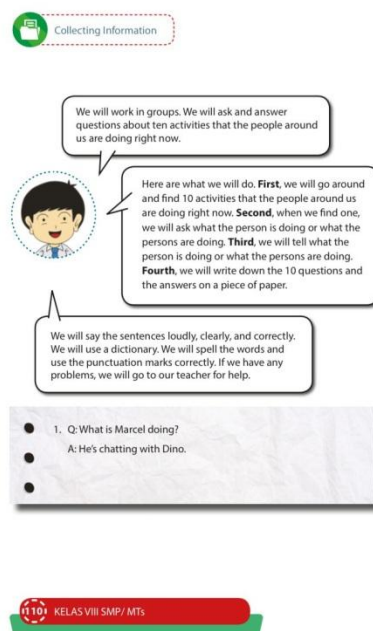 Collecting Information
We will work in groups. We will ask and answer
questions about ten activities that the people around
us are doing right now.
Here are what we will do. First, we will go around
and find 10 activities that the people around us
are doing right now. Second, when we find one,
we will ask what the person is doing or what the
persons are doing. Third, we will tell what the
person is doing or what the persons are doing.
Fourth, we will write down the 10 questions and
the answers on a piece of paper.
We will say the sentences loudly, clearly, and correctly.
We will use a dictionary. We will spell the words and
use the punctuation marks correctly. If we have any
problems, we will go to our teacher for help.
1. Q: What is Marcel doing?
A: He's chatting with Dino.
110 KELAS VIII SMP/ MTs